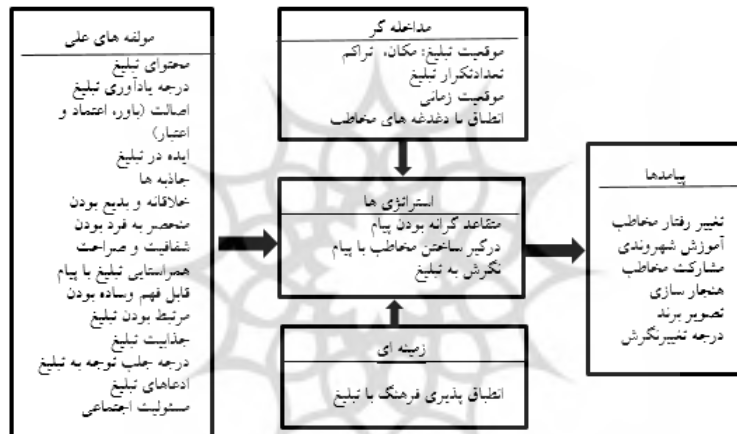 مولفه های علی
محتوای تبلیغ
درجه یادآوری تبلیغ
اصالت (باور، اعتماد و
اعتبار)
ایده در تبلیغ
جاذبه ها
خلاقانه و بدیع بودن
منحصر به فرد بودن
شفافیت و صراحت
همراستایی تبلیغ با پیام
قابل فهم وساده بودن
مرتبط بودن تبلیغ
جذابیت تبلیغ
درجه جلب توجه به تبلیغ
ادعاهای تبلیغ
مسئولیت اجتماعی
مداخله گر
موقعیت تبلیغ: مکان، تراکم
تعدادتکرار تبلیغ
موقعیت زمانی
انطباق با دغدغه های مخاطب
استراتژی ها
متقاعد گرانه بودن پیام
درگیر ساختن مخاطب با پیام
نگرش به تبلیغ
زمینه ای
انطباق پذیری فرهنگ با تبلیغ
پیامدها
تغییر رفتار مخاطب
آموزش شهروندی
مشارکت مخاطب
هنجار سازی
تصویر برند
درجه تغییرنگرش